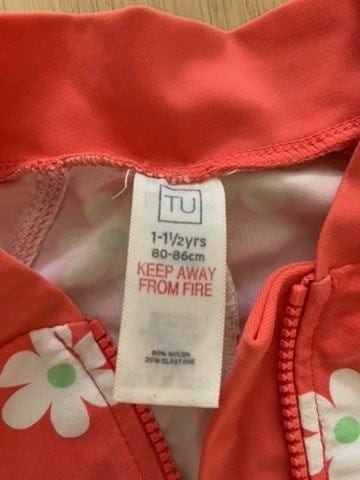 TU
1-1½yrs
80-86cm
KEEP AWAY
FROM FIRE
80% NYLON
20% ELASTANE